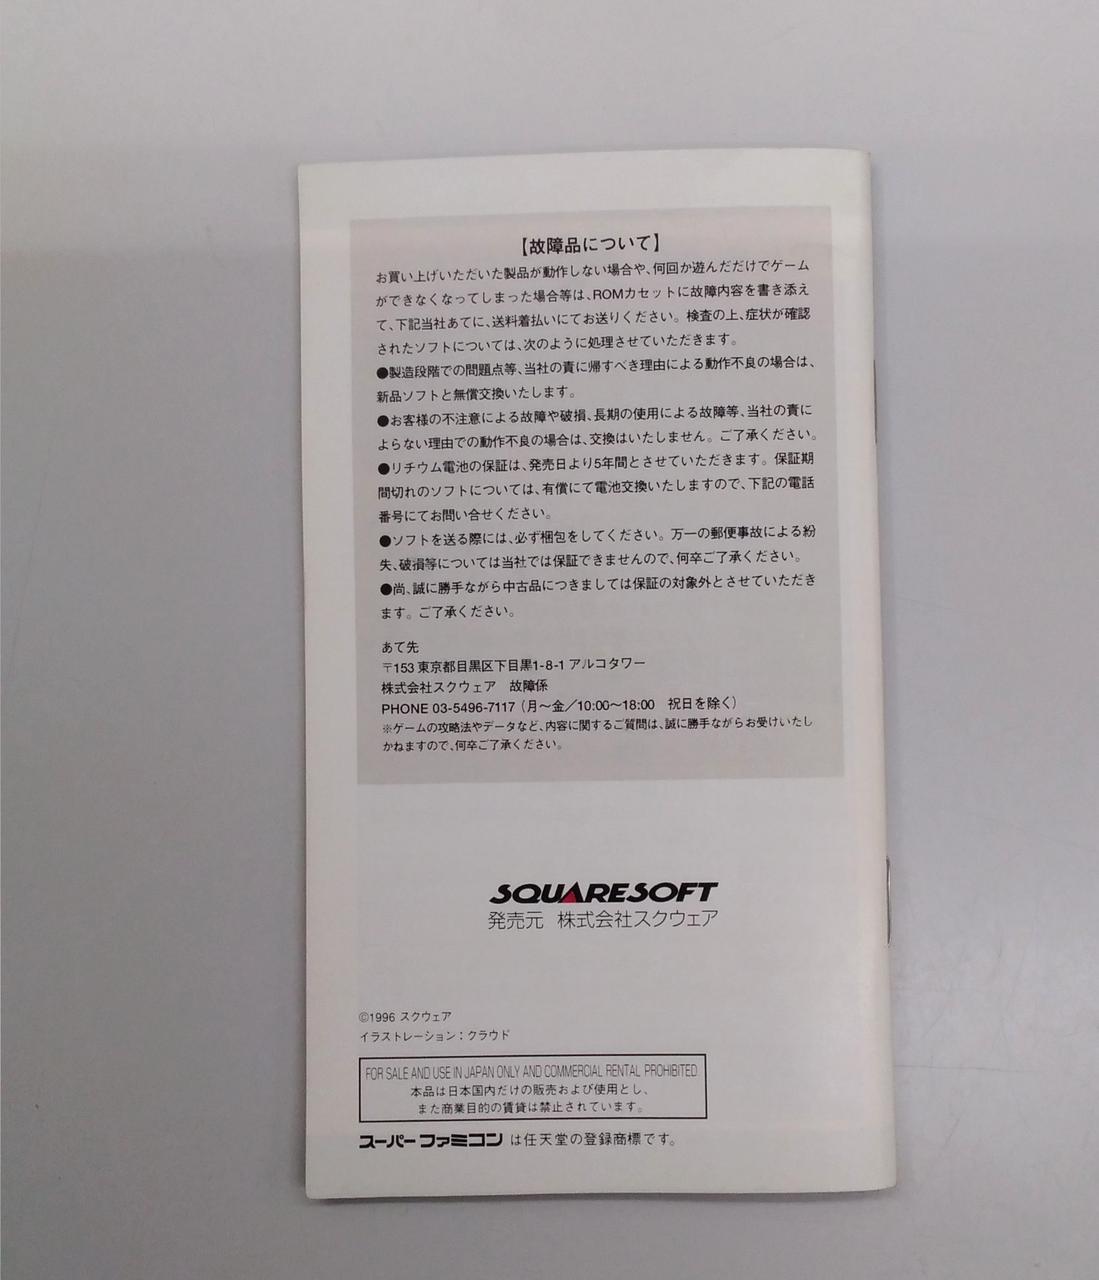 【故障品について】
お買い上げいただいた製品が動作しない場合や、何回か遊んだだけでゲーム
ができなくなってしまった場合等は、ROMカセットに故障内容を書き添え
て、下記当社あてに、送料着払いにてお送りください。検査の上、症状が確認
されたソフトについては、次のように処理させていただきます。
●製造段階での問題点等、当社の責に帰すべき理由による動作不良の場合は、
新品ソフトと無償交換いたします。
●お客様の不注意による故障や破損、長期の使用による故障等、当社の責に
よらない理由での動作不良の場合は、交換はいたしません。ご了承ください。
●リチウム電池の保証は、発売日より5年間とさせていただきます。保証期
間切れのソフトについては、有償にて電池交換いたしますので、下記の電話
番号にてお問い合せください。
●ソフトを送る際には、必ず梱包をしてください。万一の郵便事故による紛
失、破損等については当社では保証できませんので、何卒ご了承ください。
●尚、誠に勝手ながら中古品につきましては保証の対象外とさせていただき
ます。ご了承ください。
あて先
〒153 東京都目黒区下目黒1-8-1 アルコタワー
株式会社スクウェア 故障係
PHONE 03-5496-7117（月〜金／10:00〜18:00 祝日を除く）
※ゲームの攻略法やデータなど、内容に関するご質問は、誠に勝手ながらお受けいたし
かねますので、何卒ご了承ください。
SQUARESOFT
発売元 株式会社スクウェア
©1996 スクウェア
イラストレーション：クラウド
FOR SALE AND USE IN JAPAN ONLY AND COMMERCIAL RENTAL PROHIBITED.
本品は日本国内だけの販売および使用とし、
また商業目的の賃貸は禁止されています。
スーパーファミコン は任天堂の登録商標です。